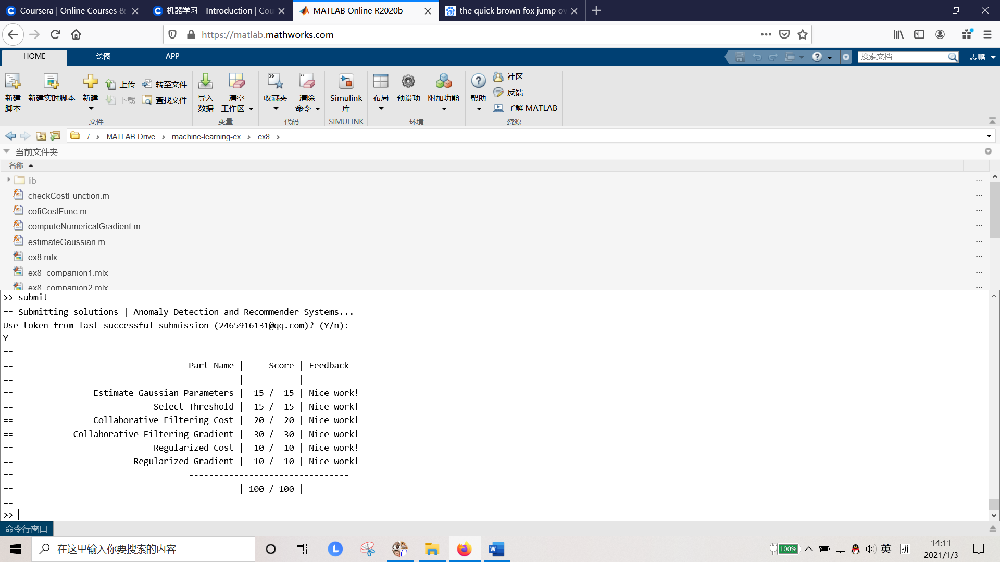 Coursera | Online Courses &
机器学习 - Introduction | Cou
MATLAB Online R2020b
the quick brown fox jump ov
https://matlab.mathworks.com
HOME
绘图
APP
搜索文档
志鹏
新建
脚本
新建实时脚本
新建
上传
下载
转至文件
查找文件
文件
导入
数据
清空
工作区
变量
收藏夹
清除
命令
代码
Simulink
库
SIMULINK
布局
预设项
附加功能
环境
帮助
社区
反馈
了解 MATLAB
资源
/ › MATLAB Drive › machine-learning-ex › ex8 ›
当前文件夹
名称
lib
checkCostFunction.m
cofiCostFunc.m
computeNumericalGradient.m
estimateGaussian.m
ex8.mlx
ex8_companion1.mlx
ex8_companion2.mlx
>> submit
== Submitting solutions | Anomaly Detection and Recommender Systems...
Use token from last successful submission (2465916131@qq.com)? (Y/n):
Y
==
== Part Name | Score | Feedback
== --------- | ----- | --------
== Estimate Gaussian Parameters | 15 / 15 | Nice work!
== Select Threshold | 15 / 15 | Nice work!
== Collaborative Filtering Cost | 20 / 20 | Nice work!
== Collaborative Filtering Gradient | 30 / 30 | Nice work!
== Regularized Cost | 10 / 10 | Nice work!
== Regularized Gradient | 10 / 10 | Nice work!
== --------------------------------
== | 100 / 100 |
==
>>
命令行窗口
在这里输入你要搜索的内容
100%
英
拼
14:11
2021/1/3